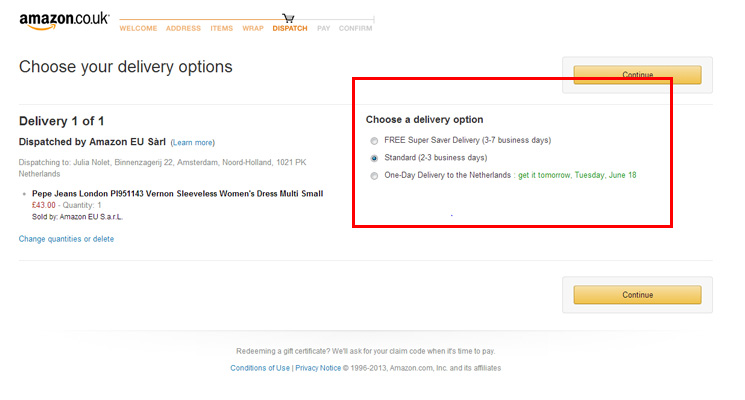 amazon.co.uk
WELCOME ADDRESS ITEMS WRAP DISPATCH PAY CONFIRM
Choose your delivery options
Continue
Delivery 1 of 1
Dispatched by Amazon EU Sàrl (Learn more)
Dispatching to: Julia Nolet, Binnenzagerij 22, Amsterdam, Noord-Holland, 1021 PK
Netherlands
Pepe Jeans London Pl951143 Vernon Sleeveless Women's Dress Multi Small
£43.00 - Quantity: 1
Sold by: Amazon EU S.a.r.L.
Change quantities or delete
Choose a delivery option
FREE Super Saver Delivery (3-7 business days)
Standard (2-3 business days)
One-Day Delivery to the Netherlands : get it tomorrow, Tuesday, June 18
Continue
Redeeming a gift certificate? We'll ask for your claim code when it's time to pay.
Conditions of Use | Privacy Notice © 1996-2013, Amazon.com, Inc. and its affiliates